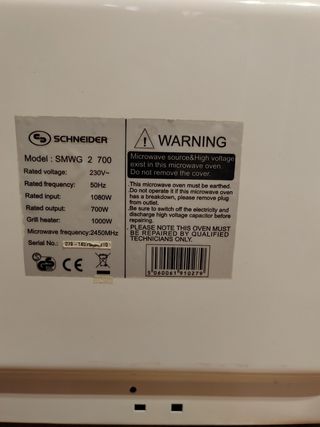 SCHNEIDER
Model : SMWG 2 700
Rated voltage: 230V~
Rated frequency: 50Hz
Rated input: 1080W
Rated output: 700W
Grill heater: 1000W
Microwave frequency: 2450MHz
Serial No.:
WARNING
Microwave source&High voltage
exist in this microwave oven.
Do not remove the cover.
.This microwave oven must be earthed.
.Do not operate it if this microwave oven
has a breakdown, please remove plug
from outlet.
.Be sure to switch off the electricity and
discharge high voltage capacitor before
repairing.
. PLEASE NOTE THIS OVEN MUST
BE REPAIRED BY QUALIFIED
TECHNICIANS ONLY.
5 060061 910279